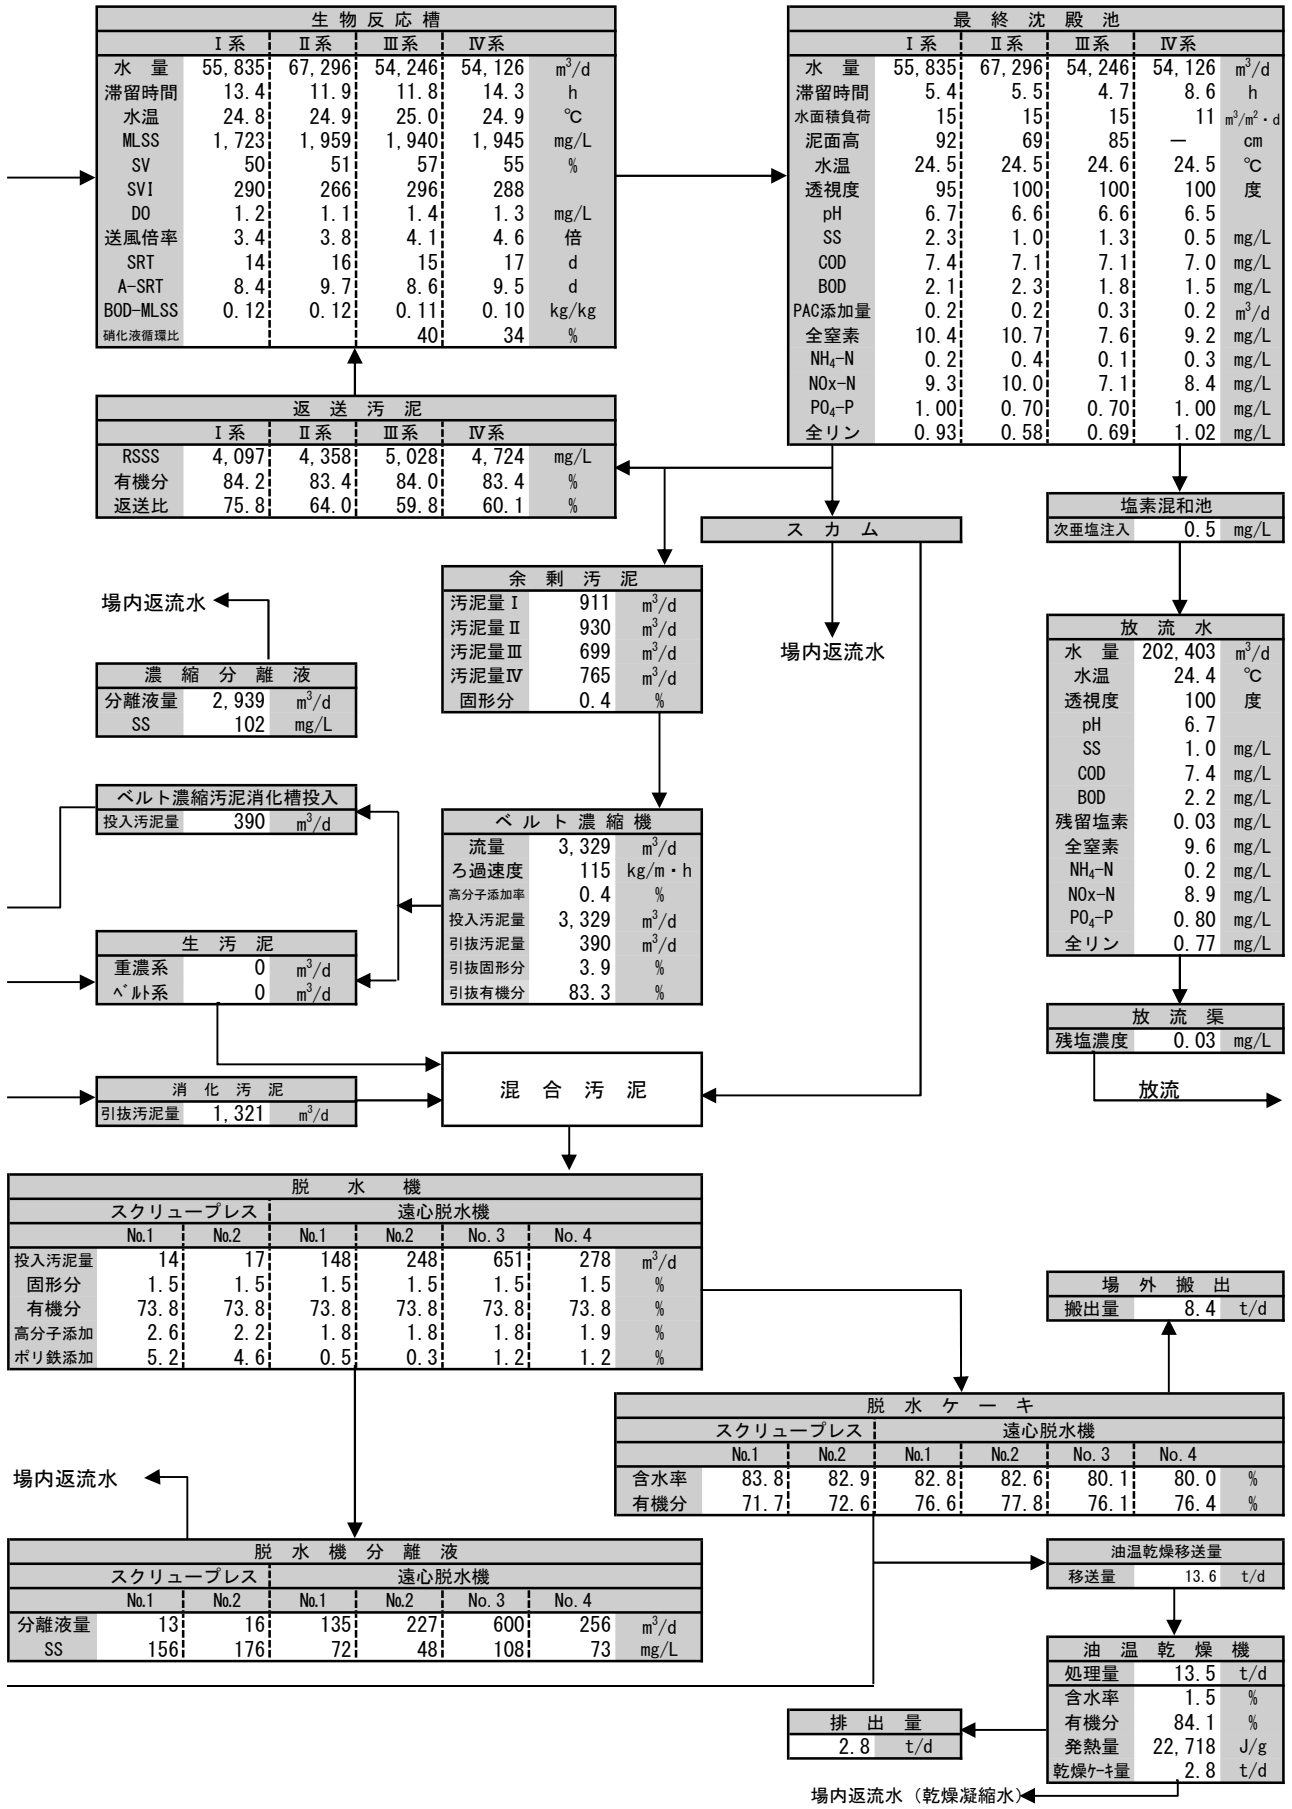 生物反応槽
Ⅰ系 Ⅱ系 Ⅲ系 Ⅳ系
水 量 55,835 67,296 54,246 54,126 m³/d
滞留時間 13.4 11.9 11.8 14.3 h
水温 24.8 24.9 25.0 24.9 ℃
MLSS 1,723 1,959 1,940 1,945 mg/L
SV 50 51 57 55 %
SVI 290 266 296 288
DO 1.2 1.1 1.4 1.3 mg/L
送風倍率 3.4 3.8 4.1 4.6 倍
SRT 14 16 15 17 d
A-SRT 8.4 9.7 8.6 9.5 d
BOD-MLSS 0.12 0.12 0.11 0.10 kg/kg
硝化液循環比 40 34 %
最終沈殿池
Ⅰ系 Ⅱ系 Ⅲ系 Ⅳ系
水 量 55,835 67,296 54,246 54,126 m³/d
滞留時間 5.4 5.5 4.7 8.6 h
水面積負荷 15 15 15 11 m³/m²・d
泥面高 92 69 85 － cm
水温 24.5 24.5 24.6 24.5 ℃
透視度 95 100 100 100 度
pH 6.7 6.6 6.6 6.5
SS 2.3 1.0 1.3 0.5 mg/L
COD 7.4 7.1 7.1 7.0 mg/L
BOD 2.1 2.3 1.8 1.5 mg/L
PAC添加量 0.2 0.2 0.3 0.2 m³/d
全窒素 10.4 10.7 7.6 9.2 mg/L
NH₄-N 0.2 0.4 0.1 0.3 mg/L
NOx-N 9.3 10.0 7.1 8.4 mg/L
PO₄-P 1.00 0.70 0.70 1.00 mg/L
全リン 0.93 0.58 0.69 1.02 mg/L
返送汚泥
Ⅰ系 Ⅱ系 Ⅲ系 Ⅳ系
RSSS 4,097 4,358 5,028 4,724 mg/L
有機分 84.2 83.4 84.0 83.4 %
返送比 75.8 64.0 59.8 60.1 %
スカム
場内返流水
塩素混和池
次亜塩注入 0.5 mg/L
余剰汚泥
汚泥量Ⅰ 911 m³/d
汚泥量Ⅱ 930 m³/d
汚泥量Ⅲ 699 m³/d
汚泥量Ⅳ 765 m³/d
固形分 0.4 %
場内返流水
濃縮分離液
分離液量 2,939 m³/d
SS 102 mg/L
放流水
水 量 202,403 m³/d
水温 24.4 ℃
透視度 100 度
pH 6.7
SS 1.0 mg/L
COD 7.4 mg/L
BOD 2.2 mg/L
残留塩素 0.03 mg/L
全窒素 9.6 mg/L
NH₄-N 0.2 mg/L
NOx-N 8.9 mg/L
PO₄-P 0.80 mg/L
全リン 0.77 mg/L
ベルト濃縮汚泥消化槽投入
投入汚泥量 390 m³/d
ベルト濃縮機
流量 3,329 m³/d
ろ過速度 115 kg/m・h
高分子添加率 0.4 %
投入汚泥量 3,329 m³/d
引抜汚泥量 390 m³/d
引抜固形分 3.9 %
引抜有機分 83.3 %
生汚泥
重濃系 0 m³/d
ﾍﾞﾙﾄ系 0 m³/d
放流渠
残塩濃度 0.03 mg/L
放流
混合汚泥
消化汚泥
引抜汚泥量 1,321 m³/d
脱水機
スクリュープレス 遠心脱水機
No.1 No.2 No.1 No.2 No.3 No.4
投入汚泥量 14 17 148 248 651 278 m³/d
固形分 1.5 1.5 1.5 1.5 1.5 1.5 %
有機分 73.8 73.8 73.8 73.8 73.8 73.8 %
高分子添加 2.6 2.2 1.8 1.8 1.8 1.9 %
ポリ鉄添加 5.2 4.6 0.5 0.3 1.2 1.2 %
場外搬出
搬出量 8.4 t/d
脱水ケーキ
スクリュープレス 遠心脱水機
No.1 No.2 No.1 No.2 No.3 No.4
含水率 83.8 82.9 82.8 82.6 80.1 80.0 %
有機分 71.7 72.6 76.6 77.8 76.1 76.4 %
場内返流水
脱水機分離液
スクリュープレス 遠心脱水機
No.1 No.2 No.1 No.2 No.3 No.4
分離液量 13 16 135 227 600 256 m³/d
SS 156 176 72 48 108 73 mg/L
油温乾燥移送量
移送量 13.6 t/d
油温乾燥機
処理量 13.5 t/d
含水率 1.5 %
有機分 84.1 %
発熱量 22,718 J/g
乾燥ｹｰｷ量 2.8 t/d
排出量
2.8 t/d
場内返流水（乾燥凝縮水）